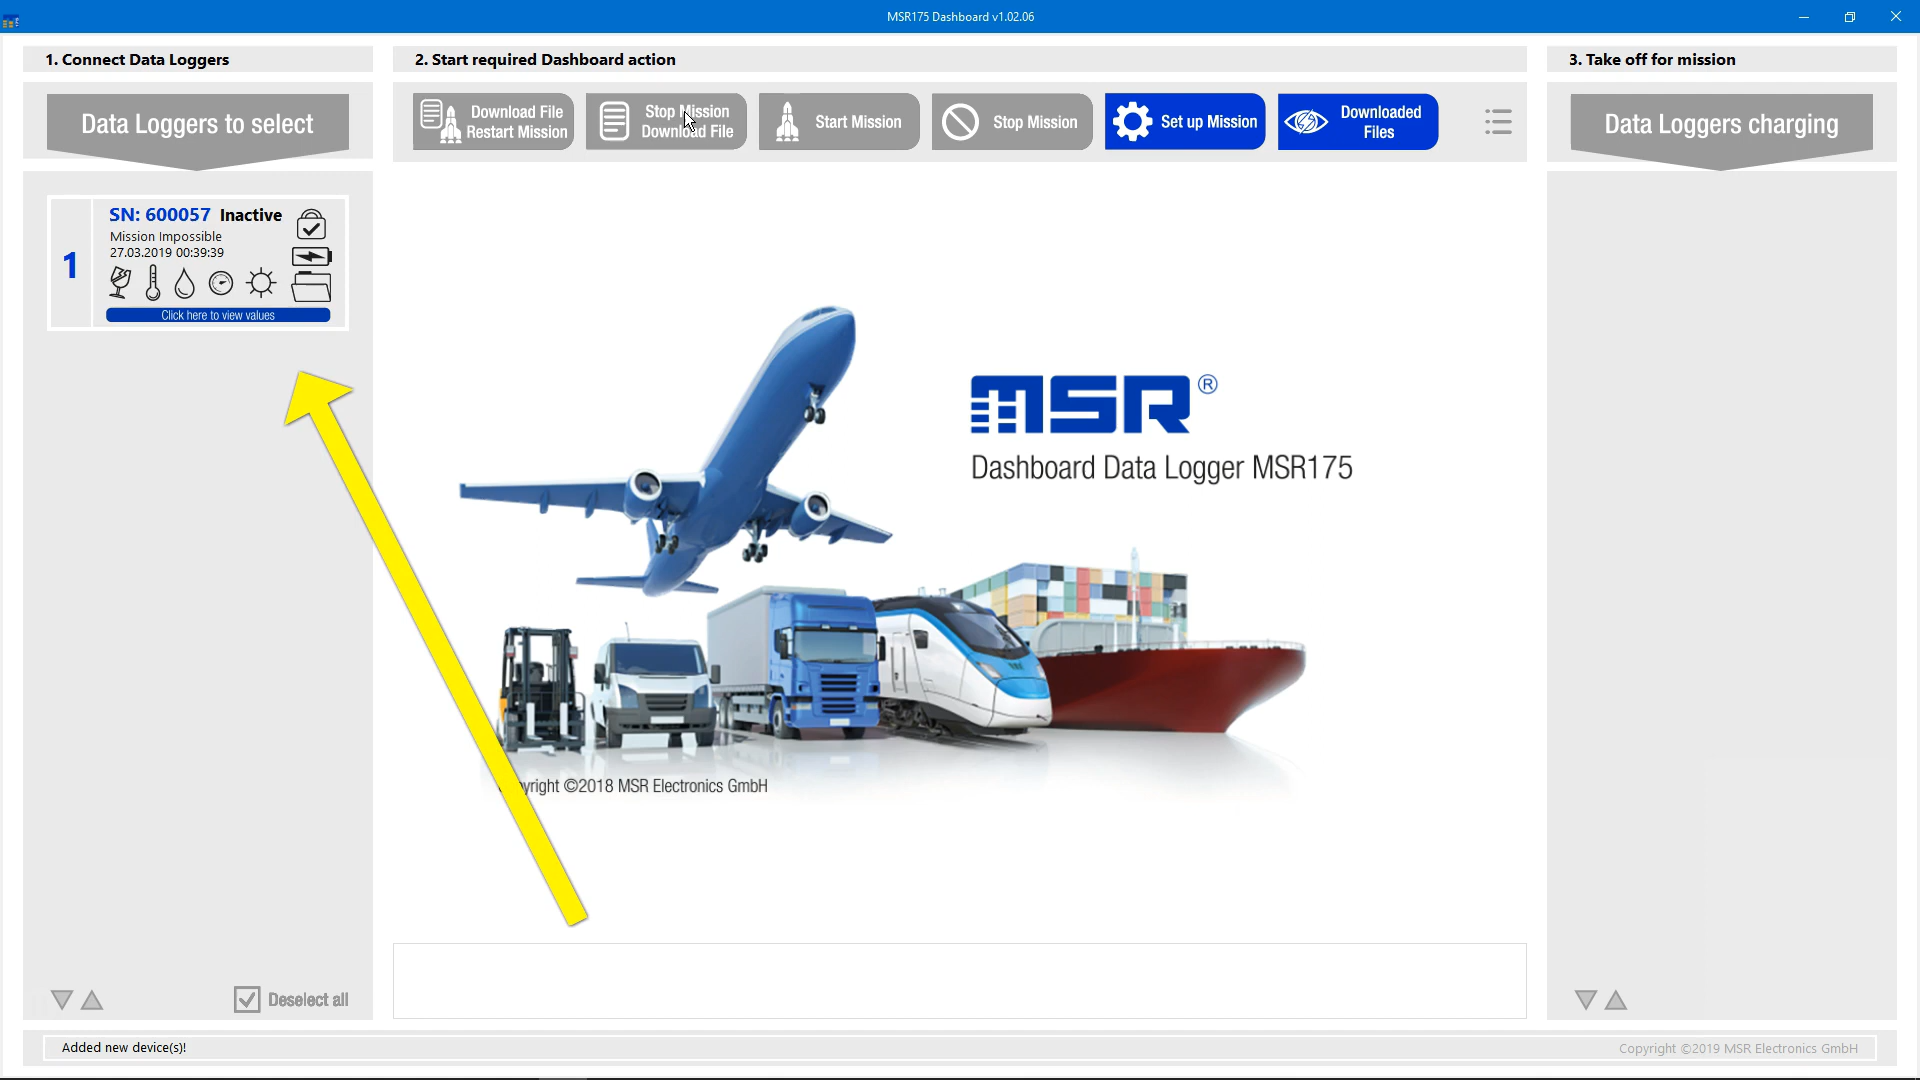 MSR175 Dashboard v1.02.06
1. Connect Data Loggers
2. Start required Dashboard action
3. Take off for mission
Data Loggers to select
Download File
Restart Mission
Stop Mission
Download File
Start Mission
Stop Mission
Set up Mission
Downloaded
Files
Data Loggers charging
1
SN: 600057 Inactive
Mission Impossible
27.03.2019 00:39:39
Click here to view values
MSR®
Dashboard Data Logger MSR175
yright ©2018 MSR Electronics GmbH
Deselect all
Added new device(s)!
Copyright ©2019 MSR Electronics GmbH